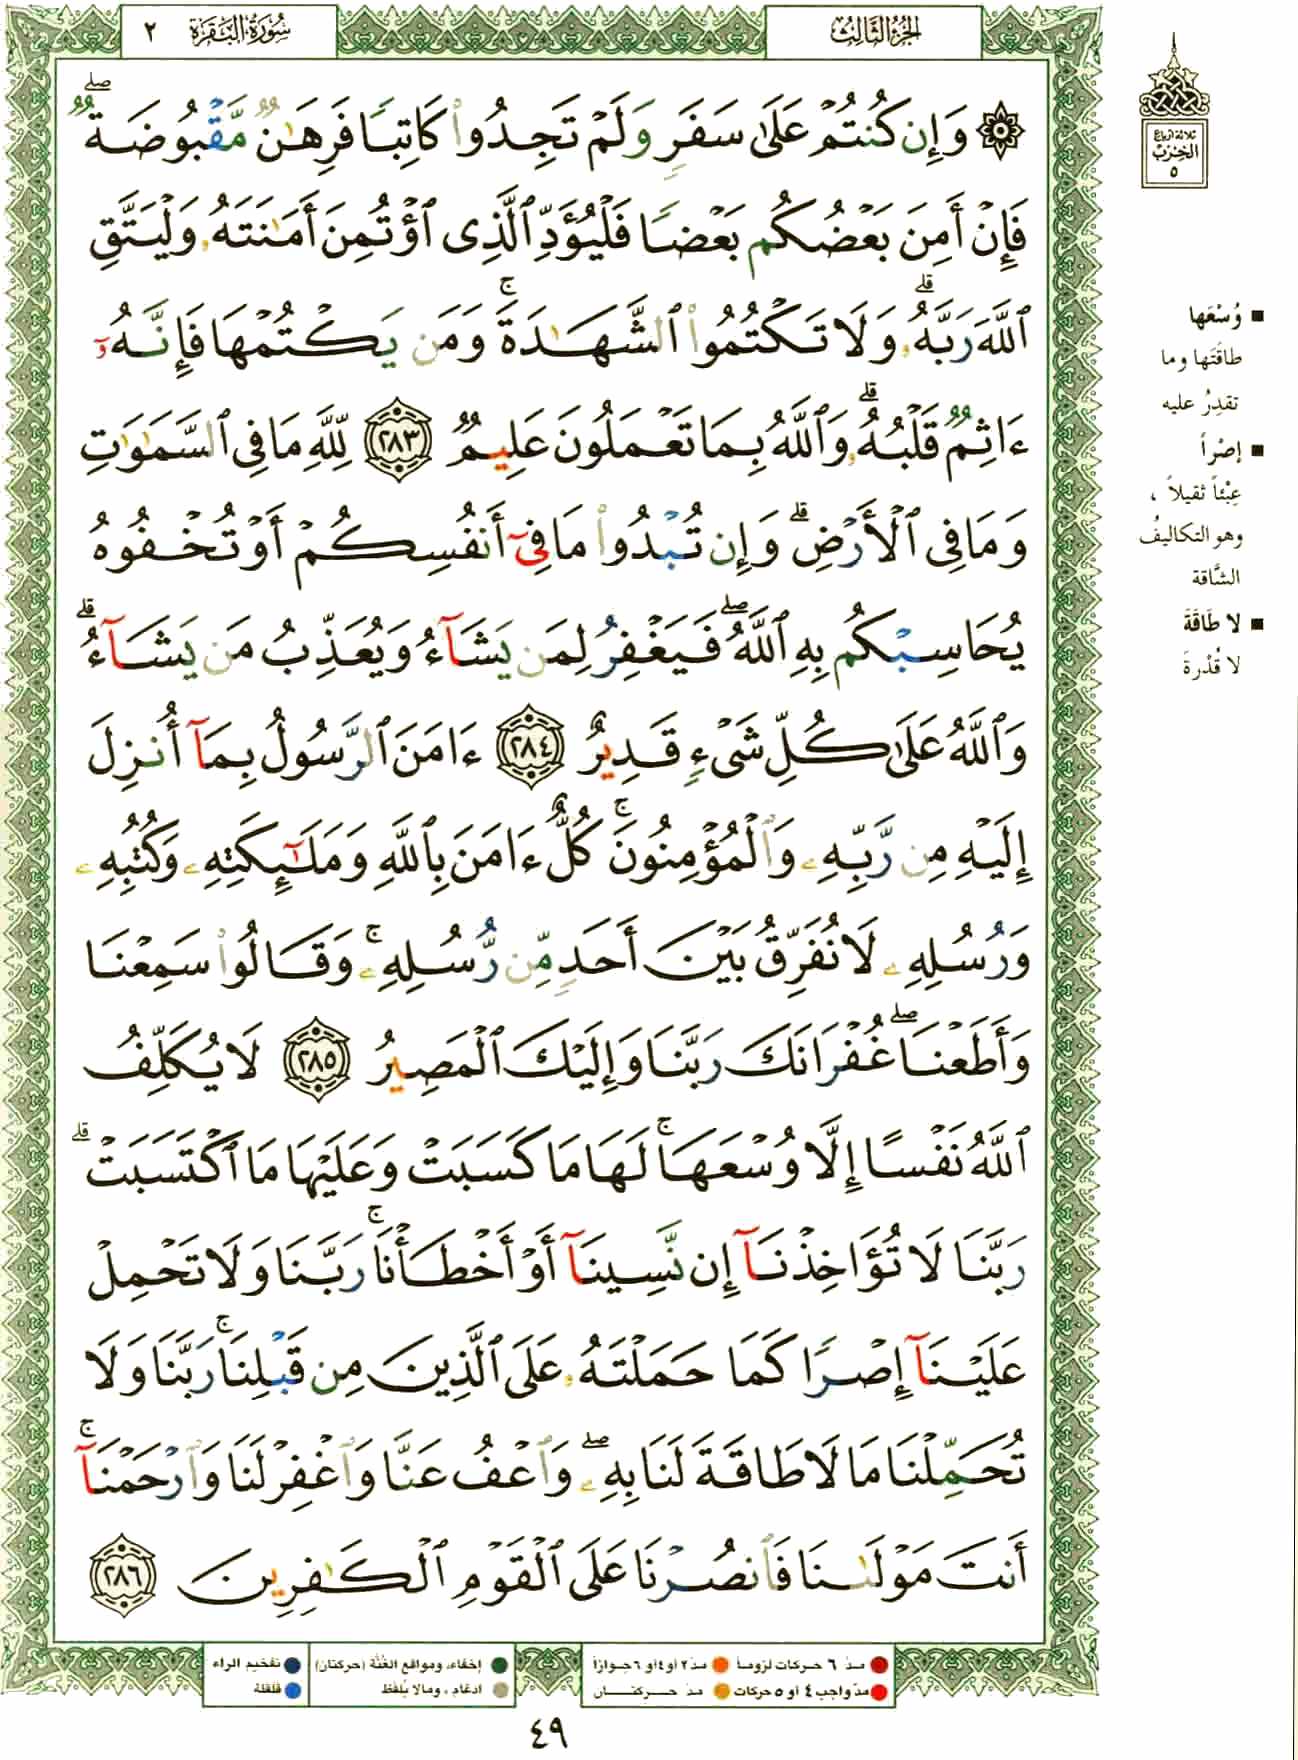 الجزء الثالث
سورة البقرة ٢
ثلاثة ارباع
الحزب
٥
۞ وَإِن كُنتُمْ عَلَىٰ سَفَرٍ وَلَمْ تَجِدُوا۟ كَاتِبًا فَرِهَـٰنٌ مَّقْبُوضَةٌ ۖ
فَإِنْ أَمِنَ بَعْضُكُم بَعْضًا فَلْيُؤَدِّ ٱلَّذِى ٱؤْتُمِنَ أَمَـٰنَتَهُۥ وَلْيَتَّقِ
ٱللَّهَ رَبَّهُۥ ۗ وَلَا تَكْتُمُوا۟ ٱلشَّهَـٰدَةَ ۚ وَمَن يَكْتُمْهَا فَإِنَّهُۥٓ
ءَاثِمٌ قَلْبُهُۥ ۗ وَٱللَّهُ بِمَا تَعْمَلُونَ عَلِيمٌ ٢٨٣ لِّلَّهِ مَا فِى ٱلسَّمَـٰوَٰتِ
وَمَا فِى ٱلْأَرْضِ ۗ وَإِن تُبْدُوا۟ مَا فِىٓ أَنفُسِكُمْ أَوْ تُخْفُوهُ
يُحَاسِبْكُم بِهِ ٱللَّهُ ۖ فَيَغْفِرُ لِمَن يَشَآءُ وَيُعَذِّبُ مَن يَشَآءُ ۗ
وَٱللَّهُ عَلَىٰ كُلِّ شَىْءٍ قَدِيرٌ ٢٨٤ ءَامَنَ ٱلرَّسُولُ بِمَآ أُنزِلَ
إِلَيْهِ مِن رَّبِّهِۦ وَٱلْمُؤْمِنُونَ ۚ كُلٌّ ءَامَنَ بِٱللَّهِ وَمَلَـٰٓئِكَتِهِۦ وَكُتُبِهِۦ
وَرُسُلِهِۦ لَا نُفَرِّقُ بَيْنَ أَحَدٍ مِّن رُّسُلِهِۦ ۚ وَقَالُوا۟ سَمِعْنَا
وَأَطَعْنَا ۖ غُفْرَانَكَ رَبَّنَا وَإِلَيْكَ ٱلْمَصِيرُ ٢٨٥ لَا يُكَلِّفُ
ٱللَّهُ نَفْسًا إِلَّا وُسْعَهَا ۚ لَهَا مَا كَسَبَتْ وَعَلَيْهَا مَا ٱكْتَسَبَتْ ۗ
رَبَّنَا لَا تُؤَاخِذْنَآ إِن نَّسِينَآ أَوْ أَخْطَأْنَا ۚ رَبَّنَا وَلَا تَحْمِلْ
عَلَيْنَآ إِصْرًا كَمَا حَمَلْتَهُۥ عَلَى ٱلَّذِينَ مِن قَبْلِنَا ۚ رَبَّنَا وَلَا
تُحَمِّلْنَا مَا لَا طَاقَةَ لَنَا بِهِۦ ۖ وَٱعْفُ عَنَّا وَٱغْفِرْ لَنَا وَٱرْحَمْنَآ ۚ
أَنتَ مَوْلَىٰنَا فَٱنصُرْنَا عَلَى ٱلْقَوْمِ ٱلْكَـٰفِرِينَ ٢٨٦
■ وُسْعَها
طاقَتَها وما
تقدِرُ عليه
■ إصْراً
عِبْئاً ثقيلاً ،
وهو التكاليفُ
الشَّاقة
■ لا طَاقَةَ
لا قُدْرةَ
مدّ ٦ حركات لزوماً
مدّ ٢ أو ٤ أو ٦ جوازاً
إخفاء، ومواقع الغُنَّة (حركتان)
تفخيم الراء
مدّ واجب ٤ أو ٥ حركات
مدّ حركتان
ادغام ، ومالا يُلفَظ
قلقلة
٤٩